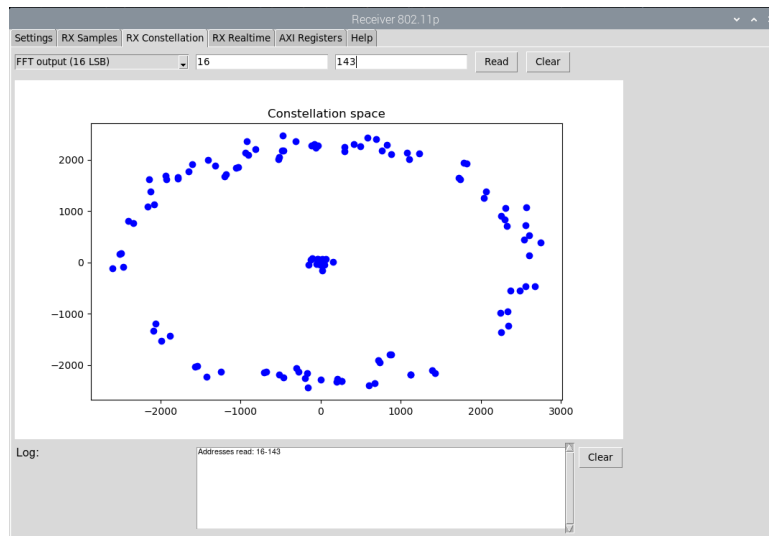 Receiver 802.11p
Settings RX Samples RX Constellation RX Realtime AXI Registers Help
FFT output (16 LSB) 16 143 Read Clear
Constellation space
2000
1000
0
−1000
−2000
−2000 −1000 0 1000 2000 3000
Log:
Addresses read: 16-143
Clear